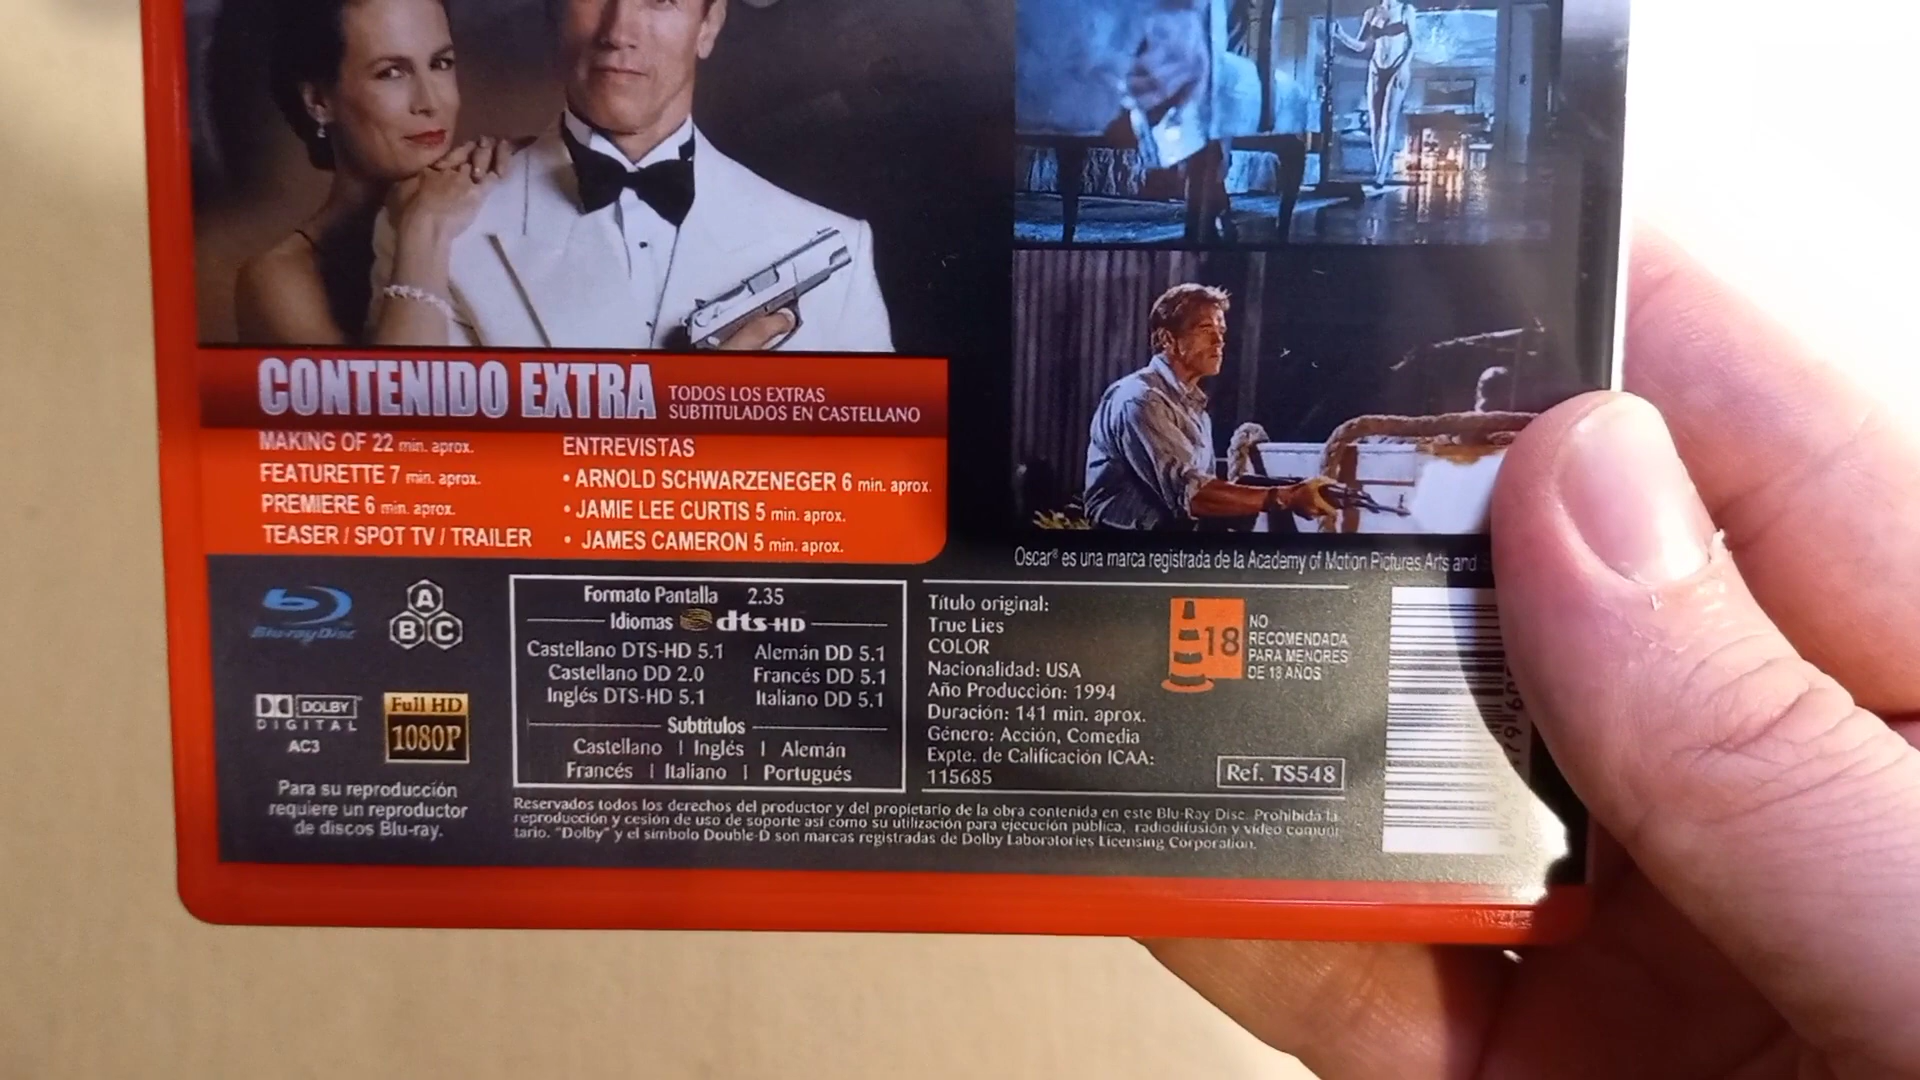 CONTENIDO EXTRA
TODOS LOS EXTRAS
SUBTITULADOS EN CASTELLANO
MAKING OF 22 min. aprox.
FEATURETTE 7 min. aprox.
PREMIERE 6 min. aprox.
TEASER / SPOT TV / TRAILER
ENTREVISTAS
• ARNOLD SCHWARZENEGER 6 min. aprox.
• JAMIE LEE CURTIS 5 min. aprox.
• JAMES CAMERON 5 min. aprox.
Oscar® es una marca registrada de la Academy of Motion Pictures Arts and
Blu-ray Disc
A
B C
DOLBY
DIGITAL
AC3
Full HD
1080P
Para su reproducción
requiere un reproductor
de discos Blu-ray.
Formato Pantalla 2.35
Idiomas dts-HD
Castellano DTS-HD 5.1 Alemán DD 5.1
Castellano DD 2.0 Francés DD 5.1
Inglés DTS-HD 5.1 Italiano DD 5.1
Subtítulos
Castellano | Inglés | Alemán
Francés | Italiano | Portugués
Título original:
True Lies
COLOR
Nacionalidad: USA
Año Producción: 1994
Duración: 141 min. aprox.
Género: Acción, Comedia
Expte. de Calificación ICAA:
115685
18
NO
RECOMENDADA
PARA MENORES
DE 18 AÑOS
Ref. TS548
Reservados todos los derechos del productor y del propietario de la obra contenida en este Blu-Ray Disc. Prohibida la
reproducción y cesión de uso de soporte así como su utilización para ejecución pública, radiodifusión y vídeo comuni
tario. "Dolby" y el símbolo Double-D son marcas registradas de Dolby Laboratories Licensing Corporation.